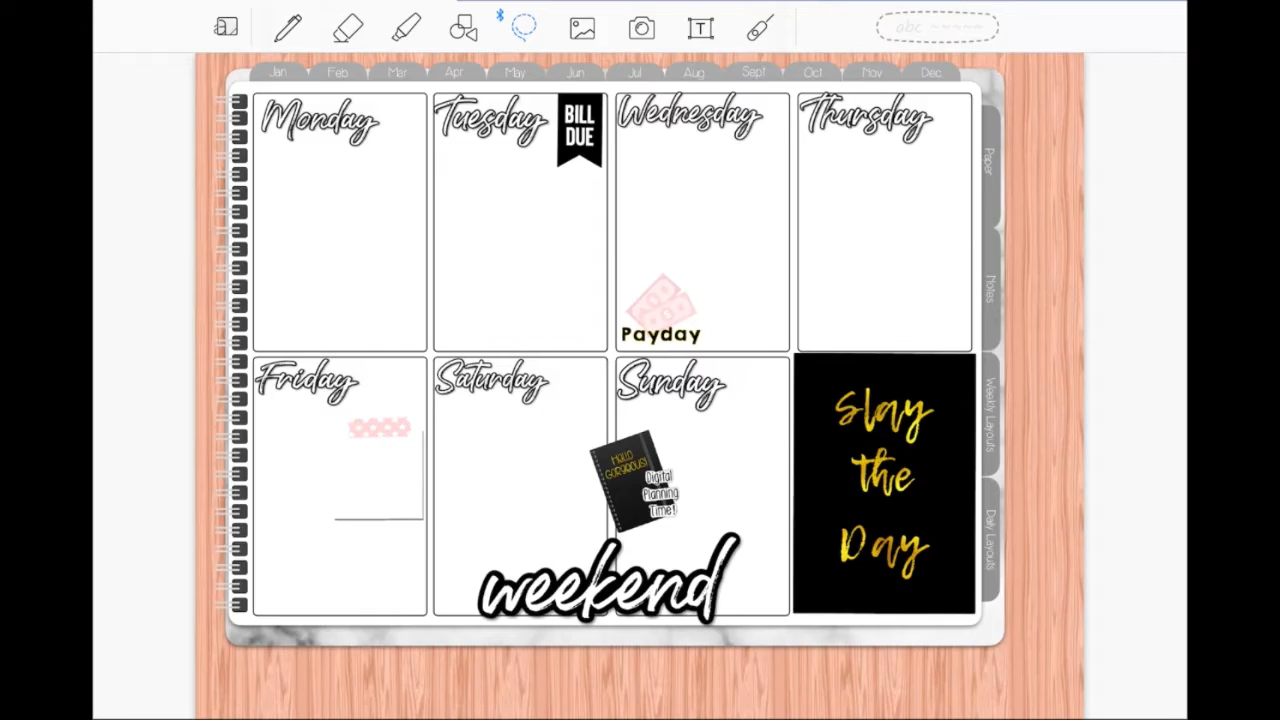 abc
Jan Feb Mar Apr May Jun Jul Aug Sept Oct Nov Dec
Monday
Tuesday
BILL
DUE
Wednesday
Payday
Thursday
Friday
Saturday
Sunday
HELLO
GORGEOUS!
Digital
Planning
Time!
weekend
Slay
the
Day
Paper
Notes
Weekly Layouts
Daily Layouts